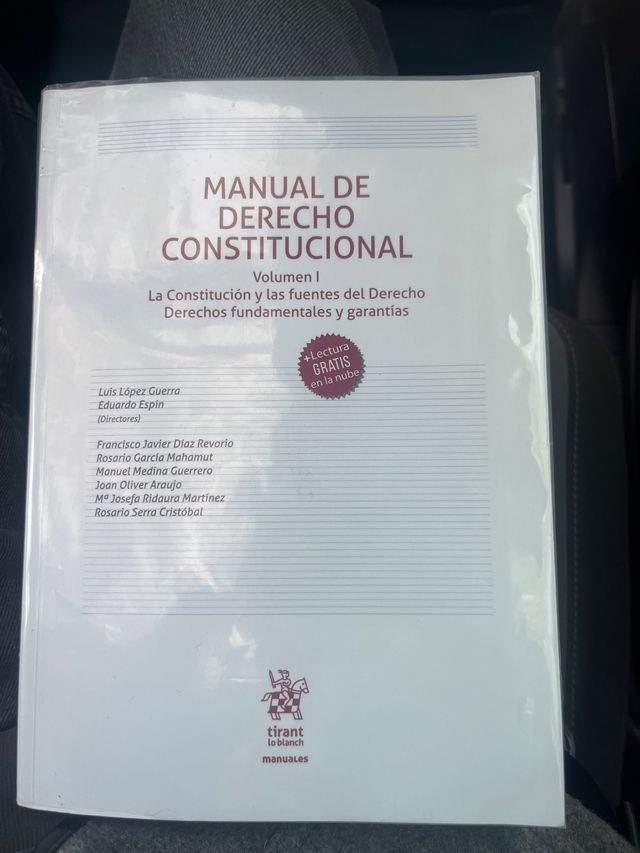 MANUAL DE
DERECHO
CONSTITUCIONAL
Volumen I
La Constitución y las fuentes del Derecho
Derechos fundamentales y garantías
+Lectura
GRATIS
en la nube
Luis López Guerra
Eduardo Espín
(Directores)
Francisco Javier Díaz Revorio
Rosario García Mahamut
Manuel Medina Guerrero
Joan Oliver Araujo
Mª Josefa Ridaura Martínez
Rosario Serra Cristóbal
tirant
lo blanch
manuales